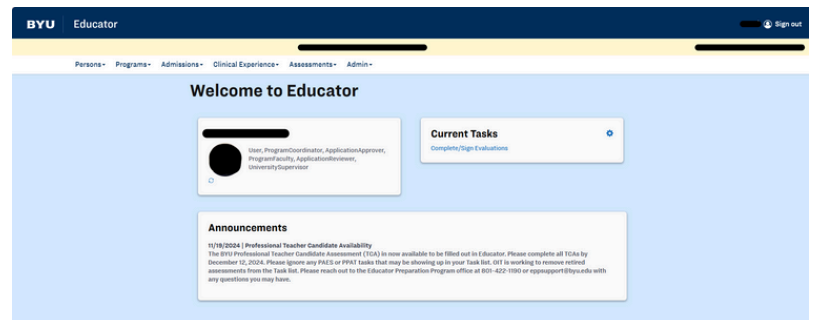 BYU Educator Sign out
Persons Programs Admissions Clinical Experience Assessments Admin
Welcome to Educator
User, ProgramCoordinator, ApplicationApprover,
ProgramFaculty, ApplicationReviewer,
UniversitySupervisor
Current Tasks
Complete/Sign Evaluations
Announcements
11/19/2024 | Professional Teacher Candidate Availability
The BYU Professional Teacher Candidate Assessment (TCA) in now available to be filled out in Educator. Please complete all TCAs by
December 12, 2024. Please ignore any PAES or PPAT tasks that may be showing up in your Task list. OIT is working to remove retired
assessments from the Task list. Please reach out to the Educator Preparation Program office at 801-422-1190 or eppsupport@byu.edu with
any questions you may have.